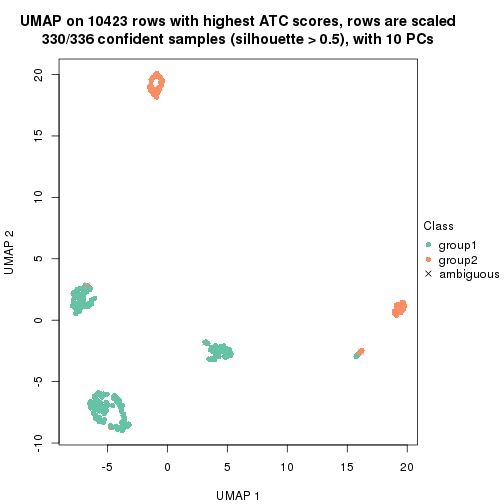 UMAP on 10423 rows with highest ATC scores, rows are scaled
330/336 confident samples (silhouette > 0.5), with 10 PCs
20
15
10
5
0
-5
-10
UMAP 2
-5
0
5
10
15
20
UMAP 1
Class
group1
group2
ambiguous